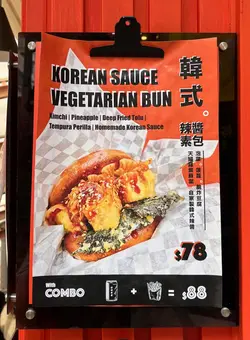 KOREAN SAUCE
VEGETARIAN BUN
Kimchi | Pineapple | Deep Fried Tofu |
Tempura Perilla | Homemade Korean Sauce
韓式
辣醬
素包
$78
WITH
COMBO
+
=
$88